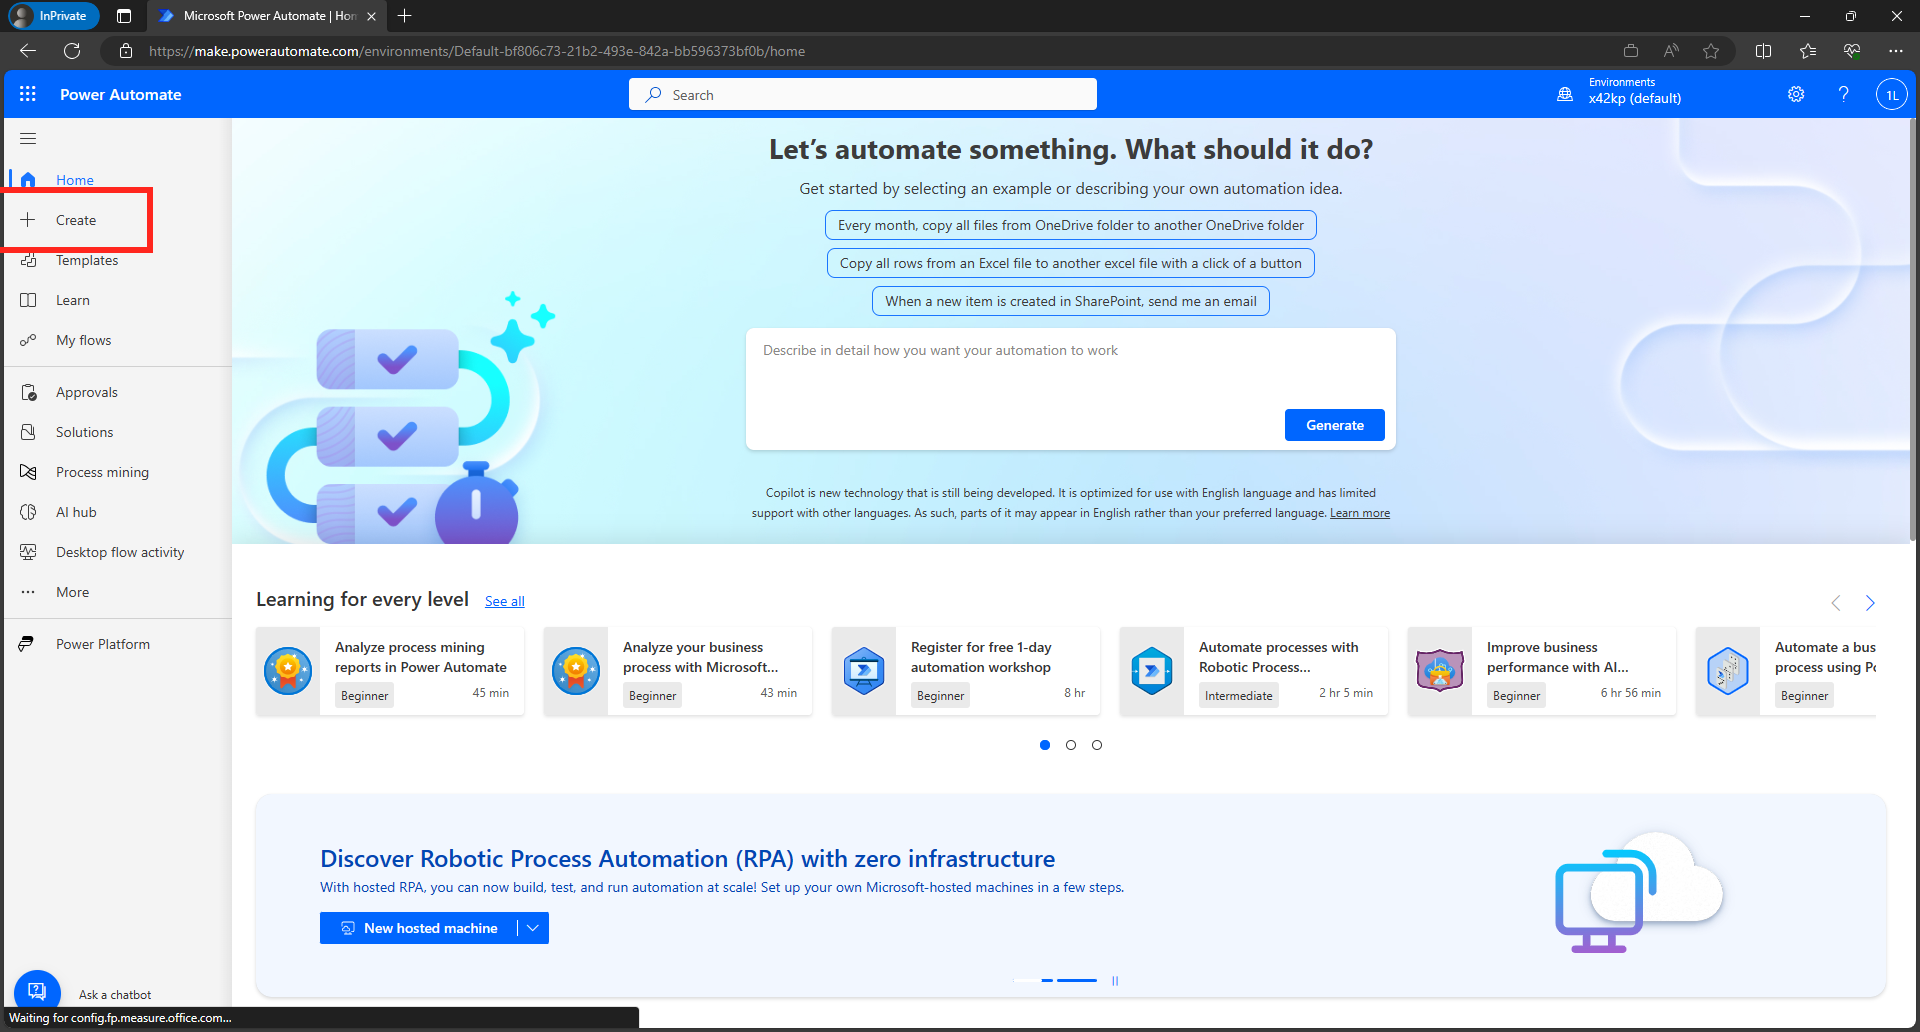 InPrivate
Microsoft Power Automate | Hom
https://make.powerautomate.com/environments/Default-bf806c73-21b2-493e-842a-bb596373bf0b/home
Power Automate
Search
Environments
x42kp (default)
1L
Home
Create
Templates
Learn
My flows
Approvals
Solutions
Process mining
AI hub
Desktop flow activity
More
Power Platform
Ask a chatbot
Let's automate something. What should it do?
Get started by selecting an example or describing your own automation idea.
Every month, copy all files from OneDrive folder to another OneDrive folder
Copy all rows from an Excel file to another excel file with a click of a button
When a new item is created in SharePoint, send me an email
Describe in detail how you want your automation to work
Generate
Copilot is new technology that is still being developed. It is optimized for use with English language and has limited
support with other languages. As such, parts of it may appear in English rather than your preferred language. Learn more
Learning for every level See all
Analyze process mining
reports in Power Automate
Beginner 45 min
Analyze your business
process with Microsoft...
Beginner 43 min
Register for free 1-day
automation workshop
Beginner 8 hr
Automate processes with
Robotic Process...
Intermediate 2 hr 5 min
Improve business
performance with AI...
Beginner 6 hr 56 min
Automate a bus
process using Po
Beginner
Discover Robotic Process Automation (RPA) with zero infrastructure
With hosted RPA, you can now build, test, and run automation at scale! Set up your own Microsoft-hosted machines in a few steps.
New hosted machine
Waiting for config.fp.measure.office.com...